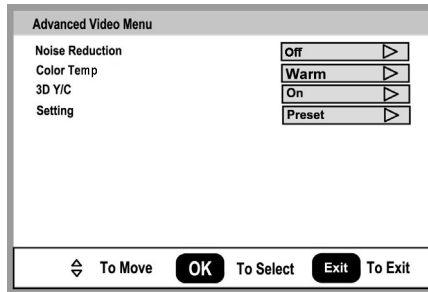 Advanced Video Menu
Noise Reduction Off
Color Temp Warm
3D Y/C On
Setting Preset
To Move OK To Select Exit To Exit